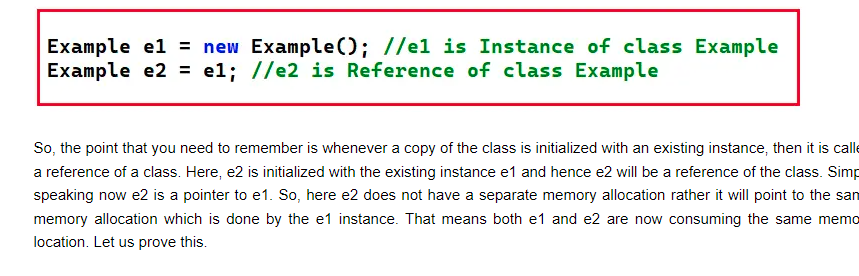 Example e1 = new Example(); //e1 is Instance of class Example
Example e2 = e1; //e2 is Reference of class Example
So, the point that you need to remember is whenever a copy of the class is initialized with an existing instance, then it is calle
a reference of a class. Here, e2 is initialized with the existing instance e1 and hence e2 will be a reference of the class. Simp
speaking now e2 is a pointer to e1. So, here e2 does not have a separate memory allocation rather it will point to the san
memory allocation which is done by the e1 instance. That means both e1 and e2 are now consuming the same memo
location. Let us prove this.